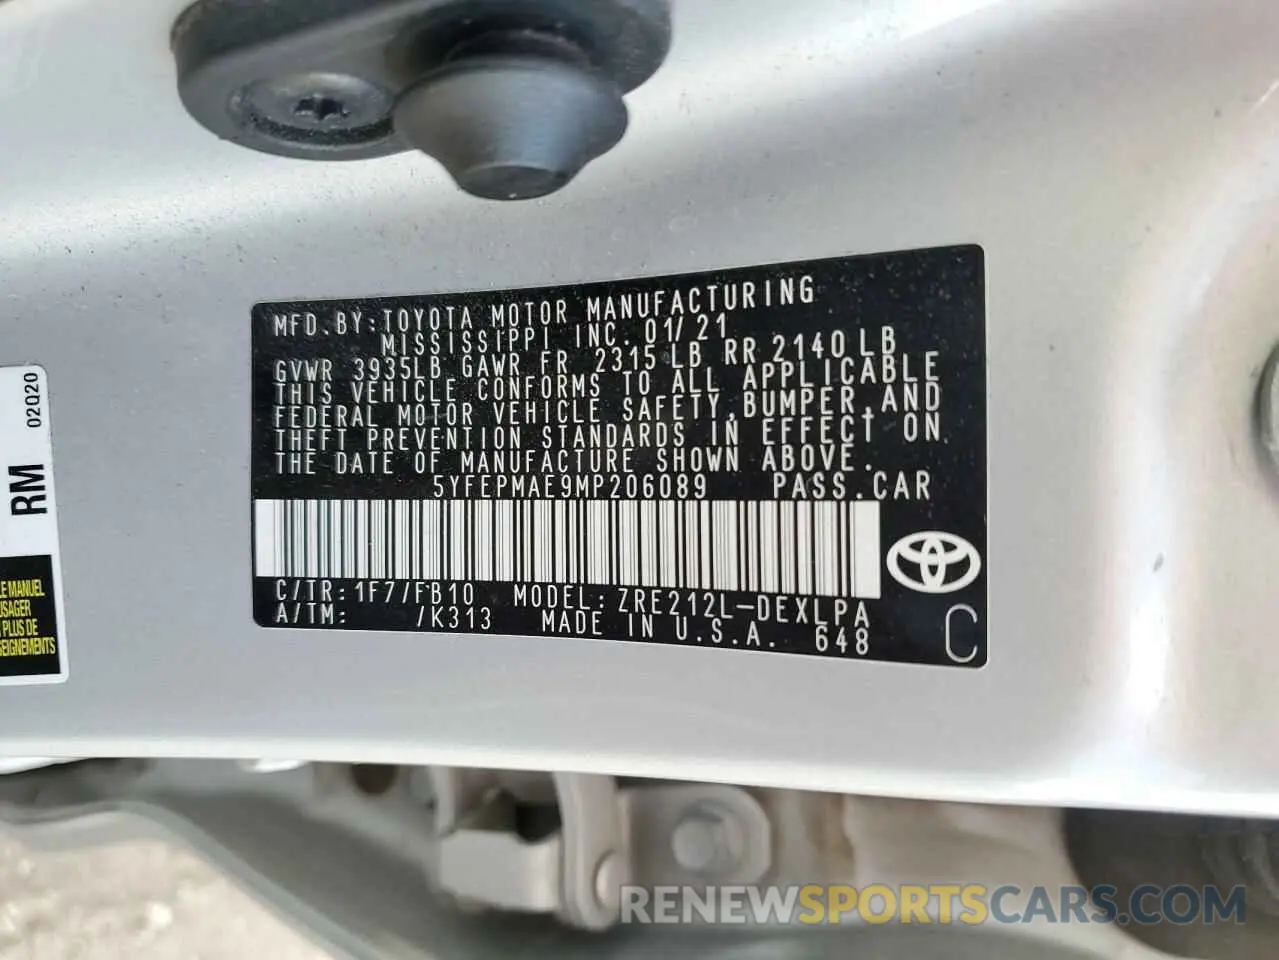 MFD.BY:TOYOTA MOTOR MANUFACTURING
MISSISSIPPI INC. 01/21
GVWR 3935LB GAWR FR 2315 LB RR 2140 LB
THIS VEHICLE CONFORMS TO ALL APPLICABLE
FEDERAL MOTOR VEHICLE SAFETY, BUMPER, AND
THEFT PREVENTION STANDARDS IN EFFECT ON
THE DATE OF MANUFACTURE SHOWN ABOVE.
5YFEPMAE9MP206089 PASS.CAR
C/TR:1F7/FB10 MODEL:ZRE212L-DEXLPA
A/TM: /K313 MADE IN U.S.A. 648
C
02Q20
RM
LE MANUEL
USAGER
PLUS DE
SEIGNEMENTS
RENEWSPORTSCARS.COM